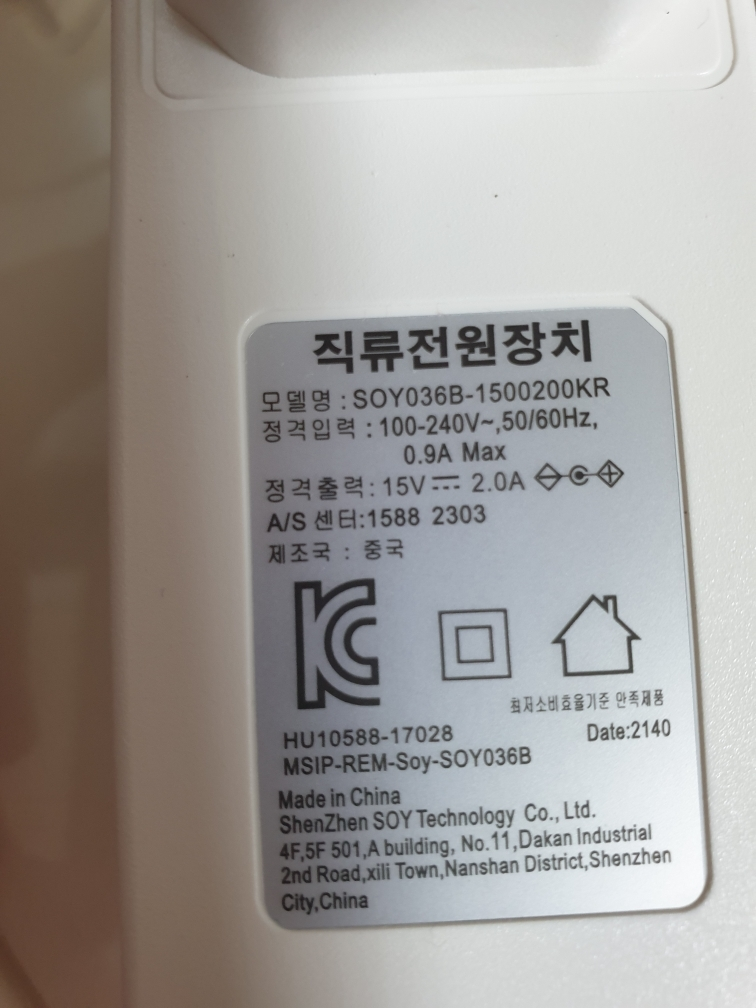 직류전원장치
모델명 : SOY036B-1500200KR
정격입력 : 100-240V~,50/60Hz,
0.9A Max
정격출력 : 15V⎓ 2.0A
A/S 센터:1588 2303
제조국 : 중국
최저소비효율기준 만족제품
HU10588-17028
Date:2140
MSIP-REM-Soy-SOY036B
Made in China
ShenZhen SOY Technology Co., Ltd.
4F,5F 501,A building, No.11,Dakan Industrial
2nd Road,xili Town,Nanshan District,Shenzhen
City,China